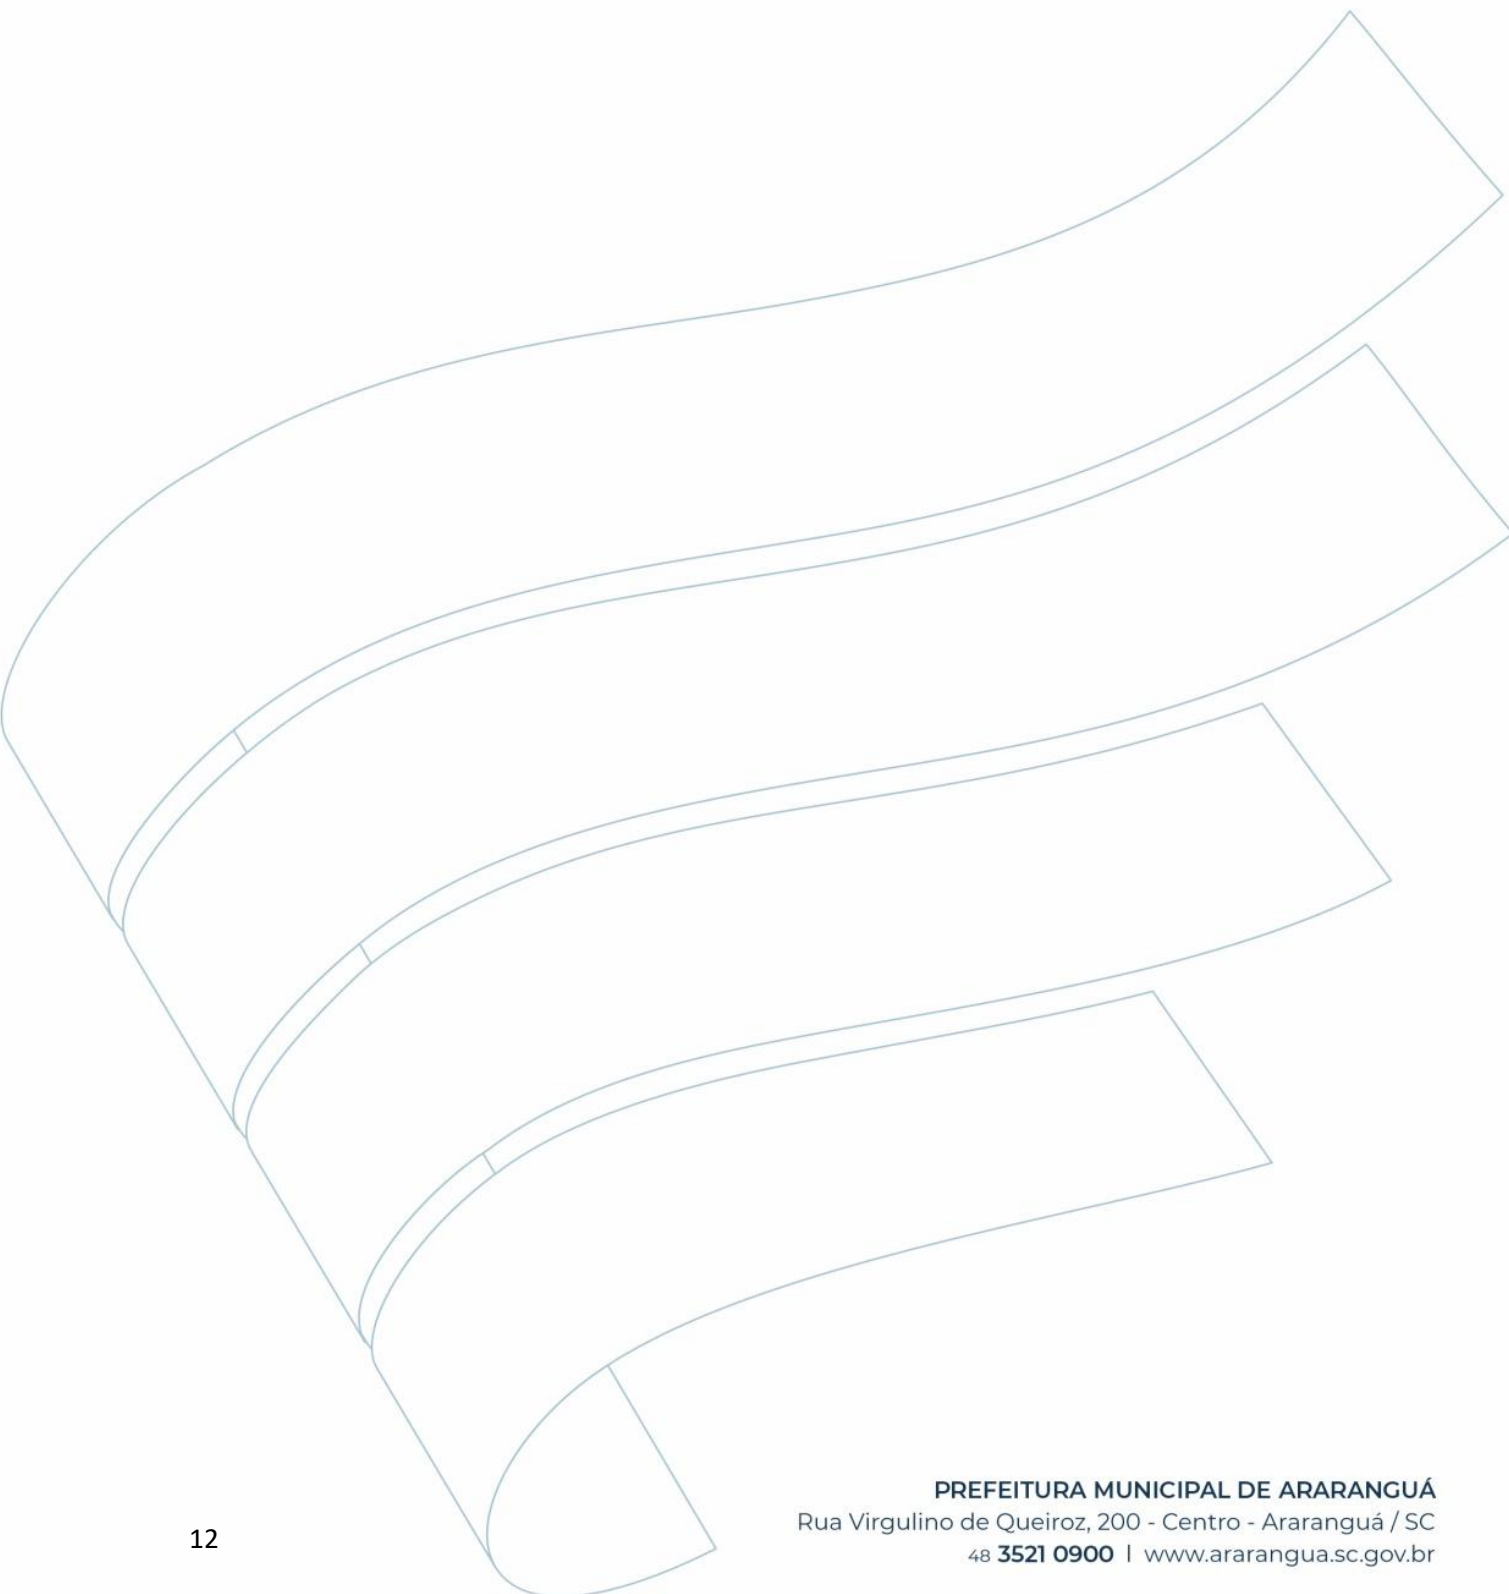 PREFEITURA MUNICIPAL DE ARARANGUÁ
Rua Virgulino de Queiroz, 200 - Centro - Araranguá / SC
12
48 3521 0900 | www.ararangua.sc.gov.br